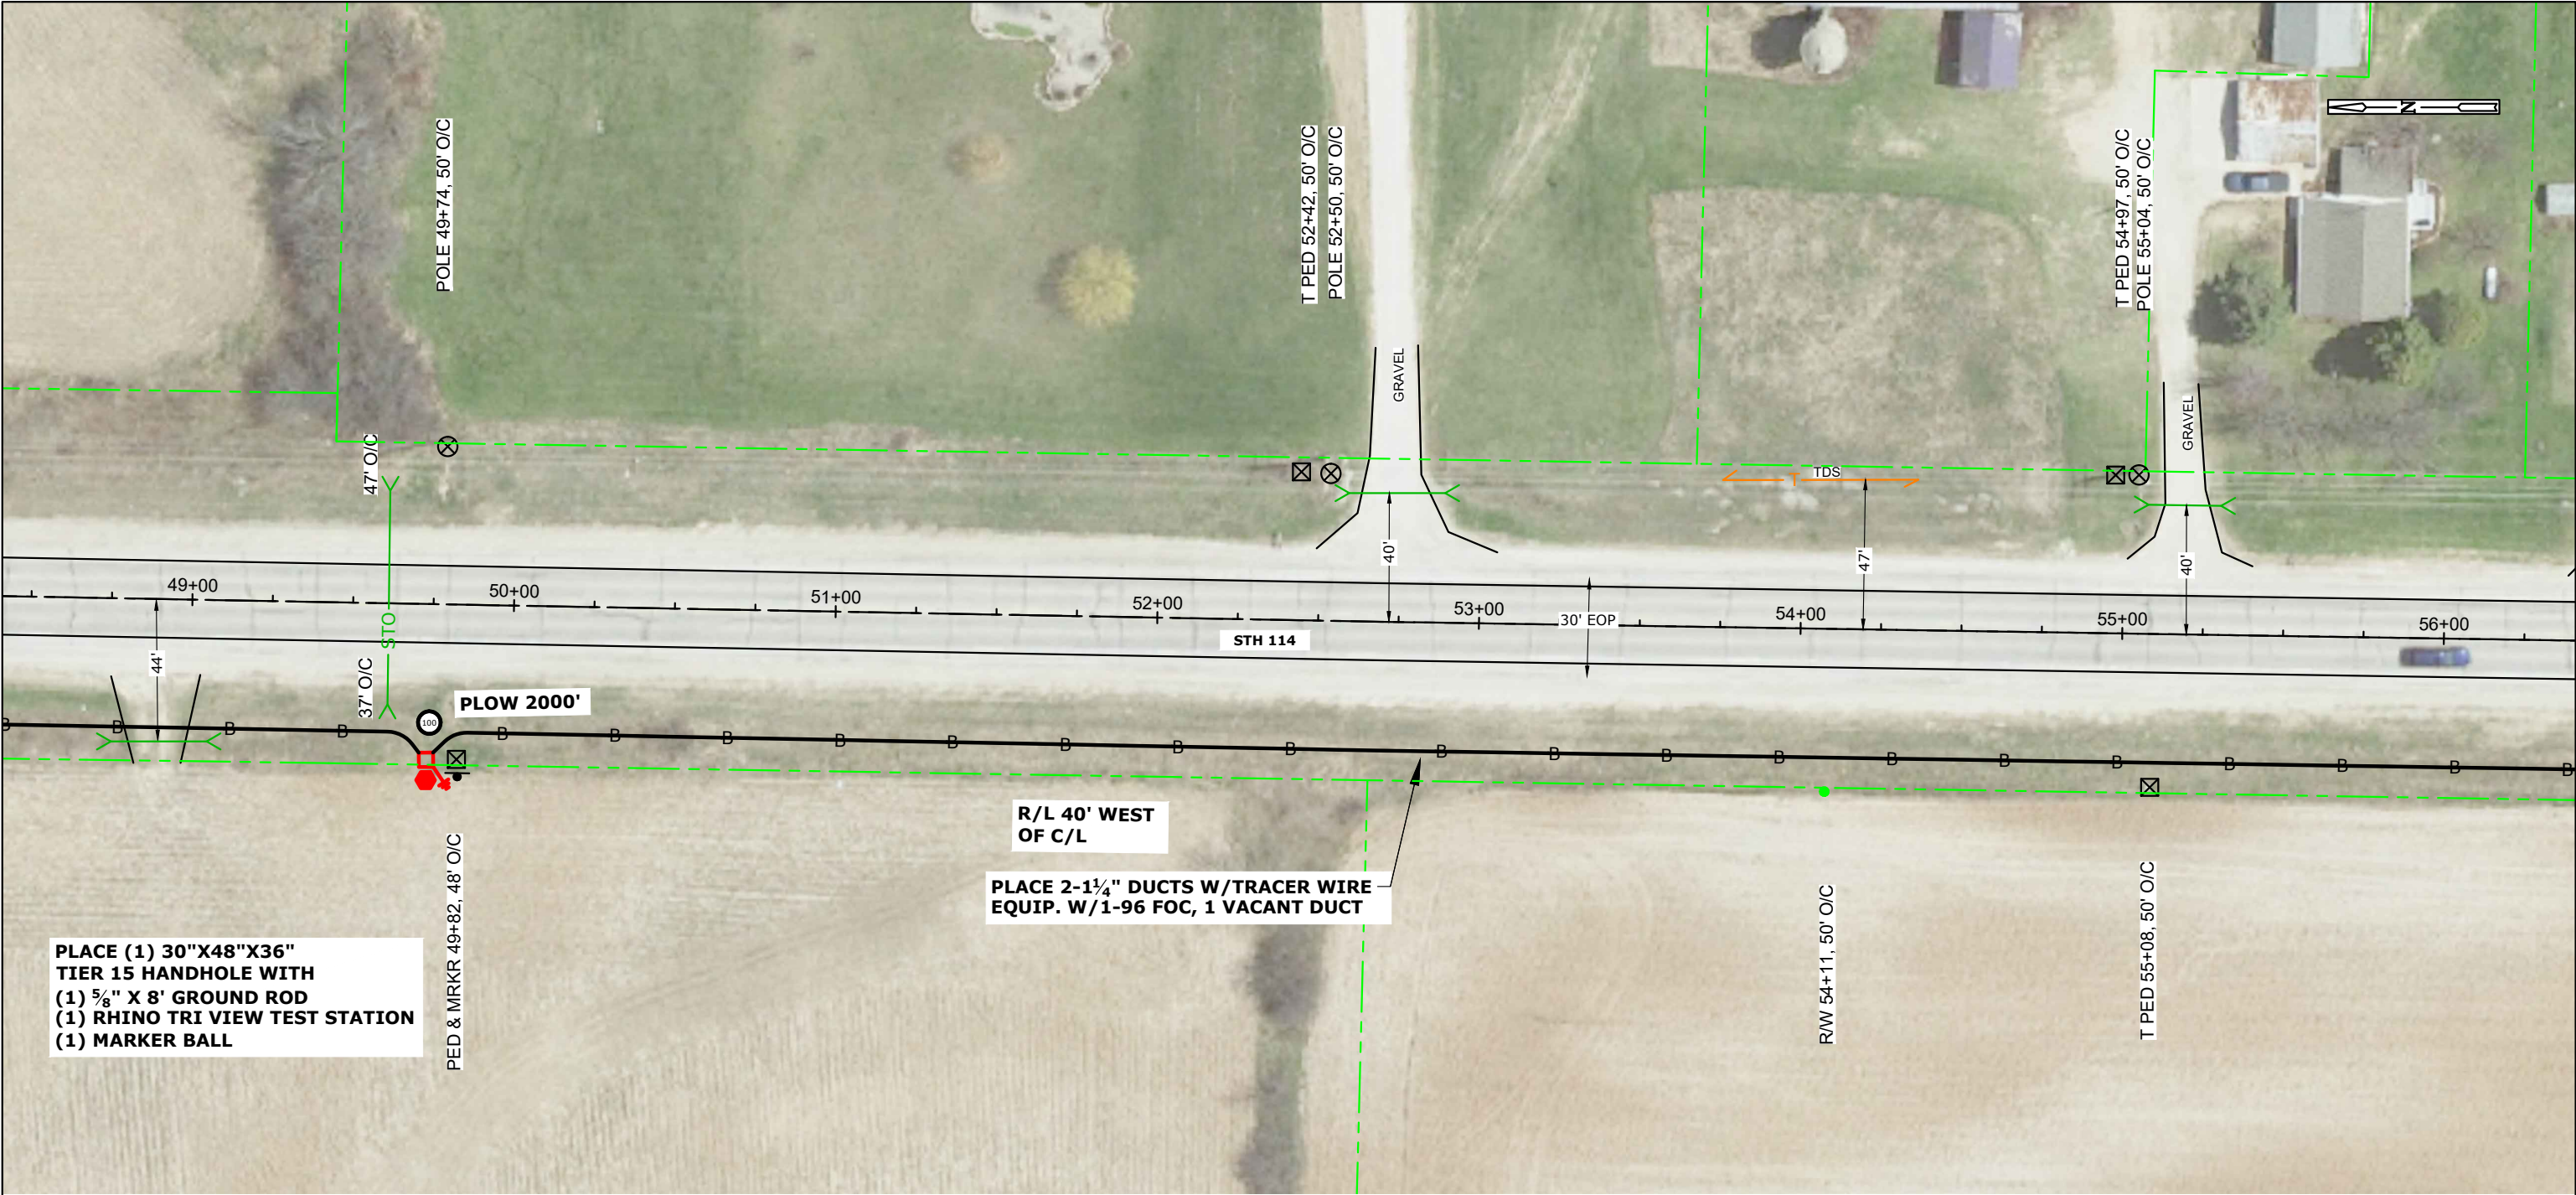 POLE 49+74, 50' O/C
T PED 52+42, 50' O/C
POLE 52+50, 50' O/C
T PED 54+97, 50' O/C
POLE 55+04, 50' O/C
N
GRAVEL
GRAVEL
47' O/C
TDS
T
40'
47'
40'
49+00
50+00
51+00
52+00
53+00
54+00
55+00
56+00
STO
30' EOP
STH 114
44'
37' O/C
100
PLOW 2000'
B B B B B B B B B B B B B B B B B B B B B B B B
R/L 40' WEST
OF C/L
PLACE 2-1¼" DUCTS W/TRACER WIRE
EQUIP. W/1-96 FOC, 1 VACANT DUCT
PED & MRKR 49+82, 48' O/C
R/W 54+11, 50' O/C
T PED 55+08, 50' O/C
PLACE (1) 30"X48"X36"
TIER 15 HANDHOLE WITH
(1) ⅝" X 8' GROUND ROD
(1) RHINO TRI VIEW TEST STATION
(1) MARKER BALL